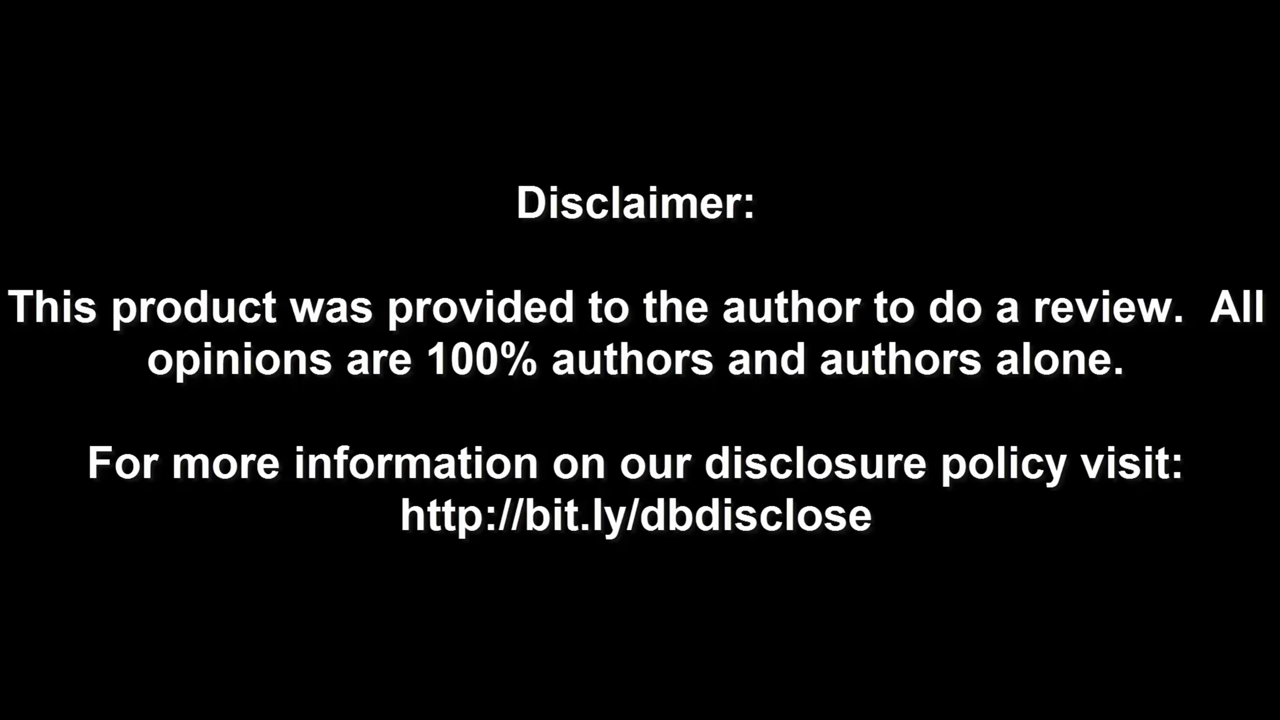 Disclaimer:
This product was provided to the author to do a review.  All
opinions are 100% authors and authors alone.
For more information on our disclosure policy visit:
http://bit.ly/dbdisclose